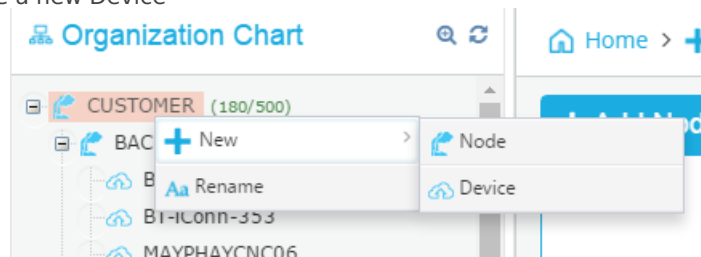 e a new Device
Organization Chart
Home >
CUSTOMER (180/500)
BAC
New
Node
Aa Rename
Device
BT-iConn-353
MAYPHAYCNC06